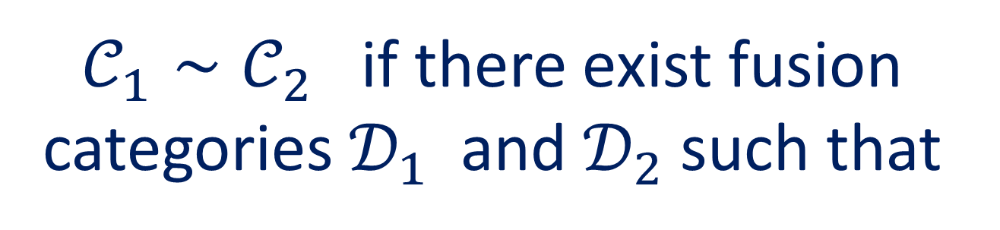 𝒞₁ ~ 𝒞₂ if there exist fusion
categories 𝒟₁ and 𝒟₂ such that